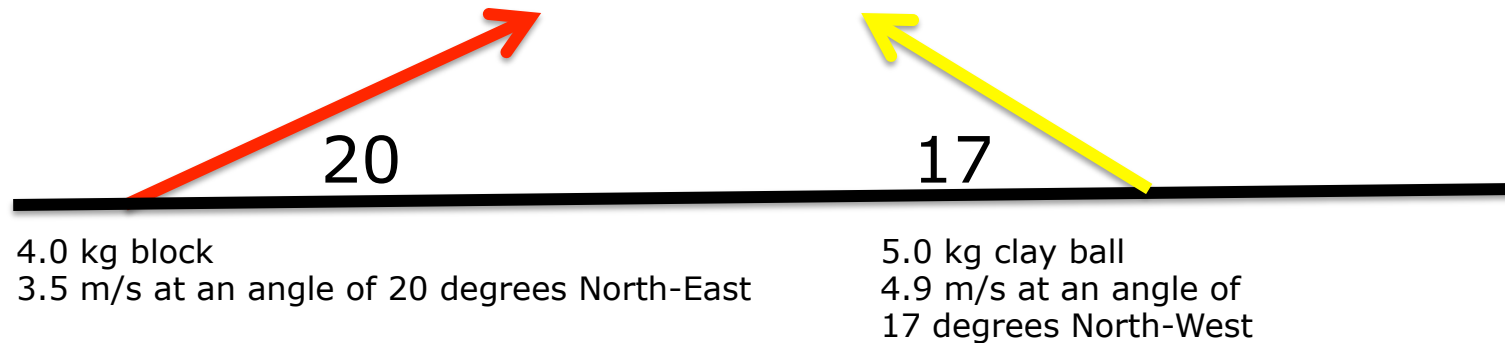 20
17
4.0 kg block
3.5 m/s at an angle of 20 degrees North-East
5.0 kg clay ball
4.9 m/s at an angle of
17 degrees North-West